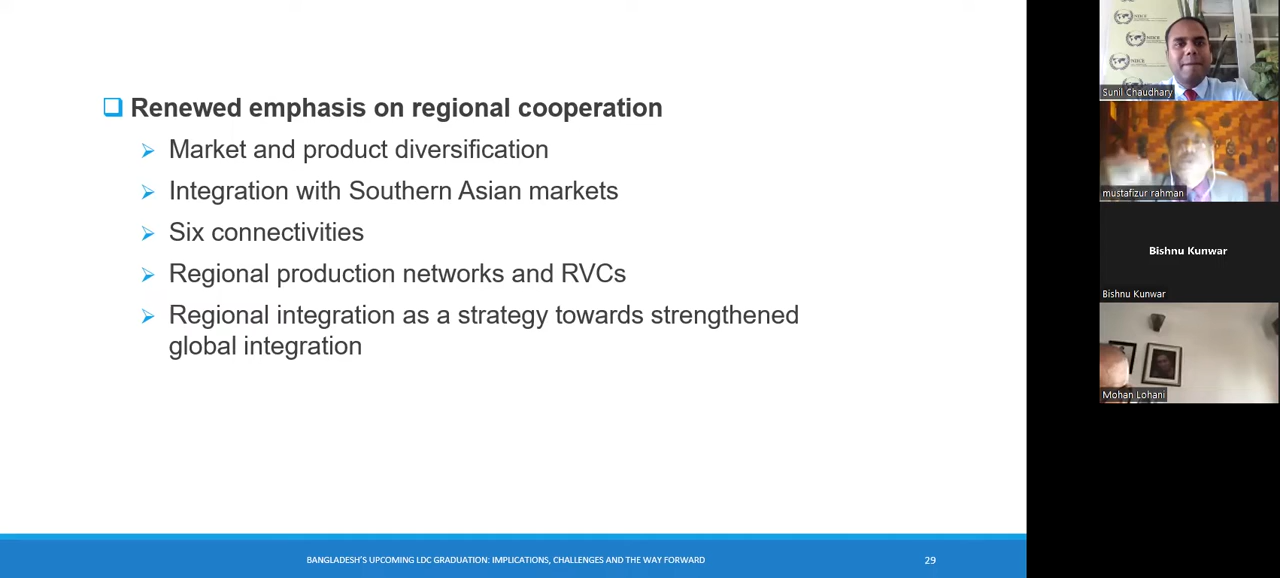 Renewed emphasis on regional cooperation
Market and product diversification
Integration with Southern Asian markets
Six connectivities
Regional production networks and RVCs
Regional integration as a strategy towards strengthened
global integration
BANGLADESH'S UPCOMING LDC GRADUATION: IMPLICATIONS, CHALLENGES AND THE WAY FORWARD
29
Sunil Chaudhary
mustafizur rahman
Bishnu Kunwar
Bishnu Kunwar
Mohan Lohani